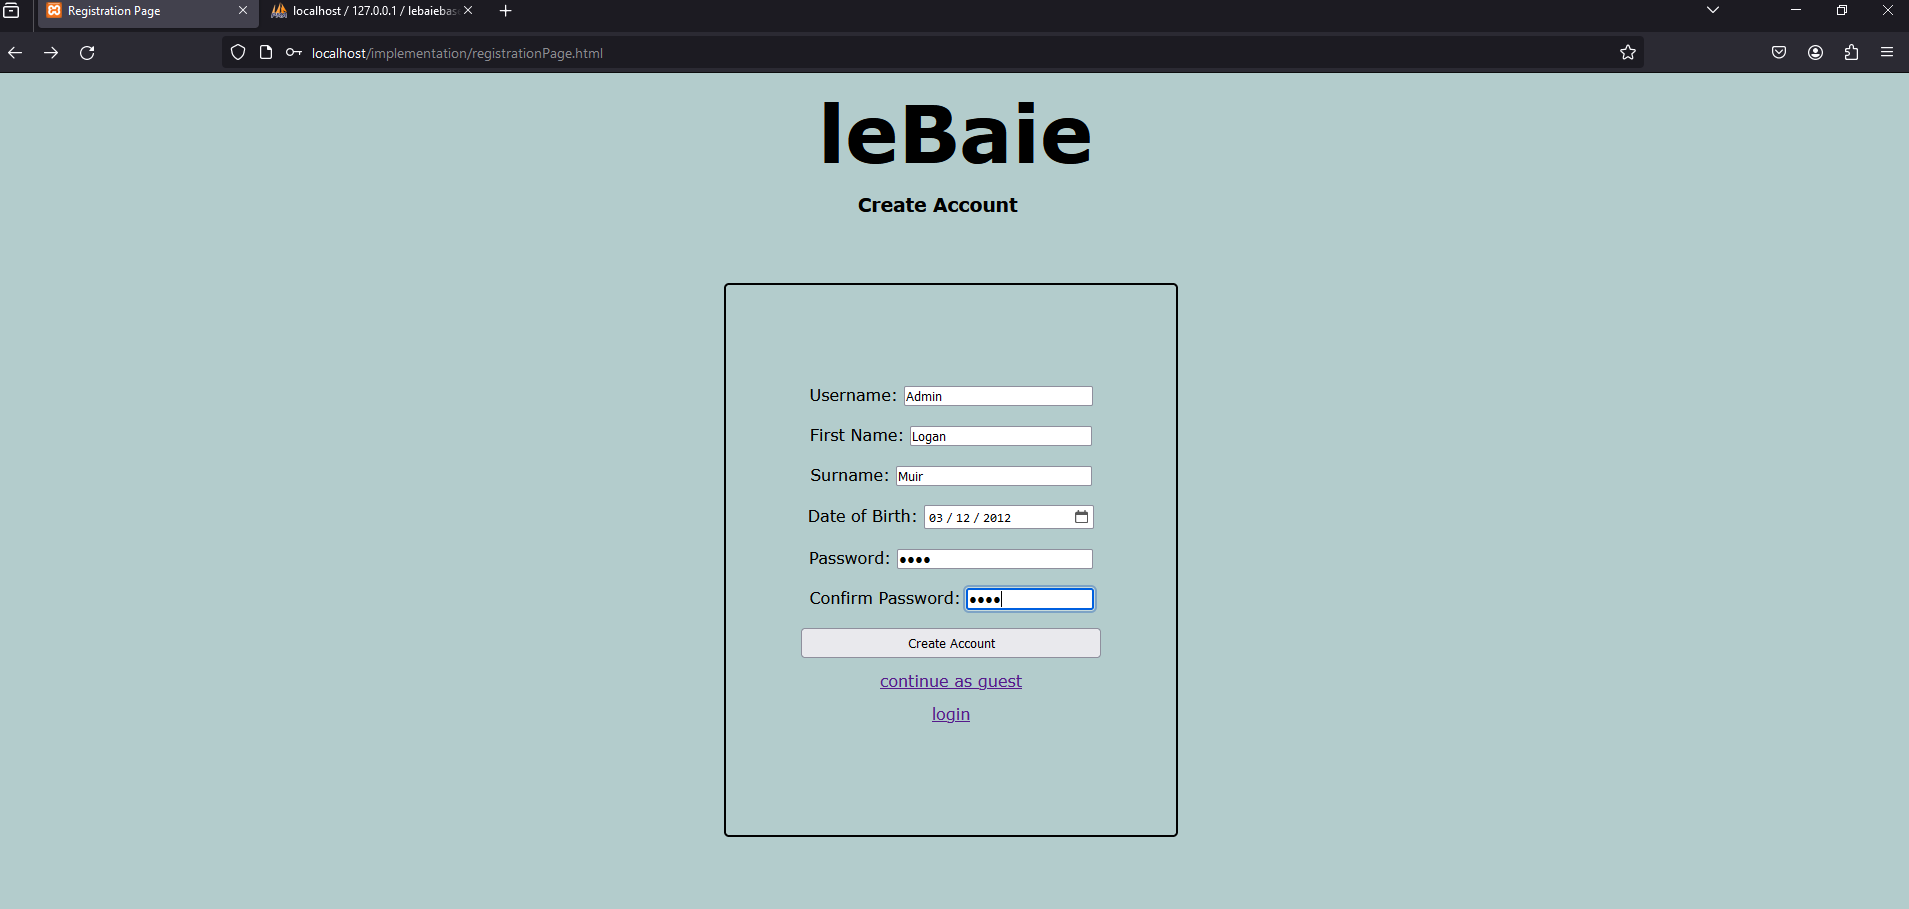 Registration Page
localhost / 127.0.0.1 / lebaiebas
localhost/implementation/registrationPage.html
leBaie
Create Account
Username: Admin
First Name: Logan
Surname: Muir
Date of Birth: 03 / 12 / 2012
Password: ••••
Confirm Password: ••••
Create Account
continue as guest
login